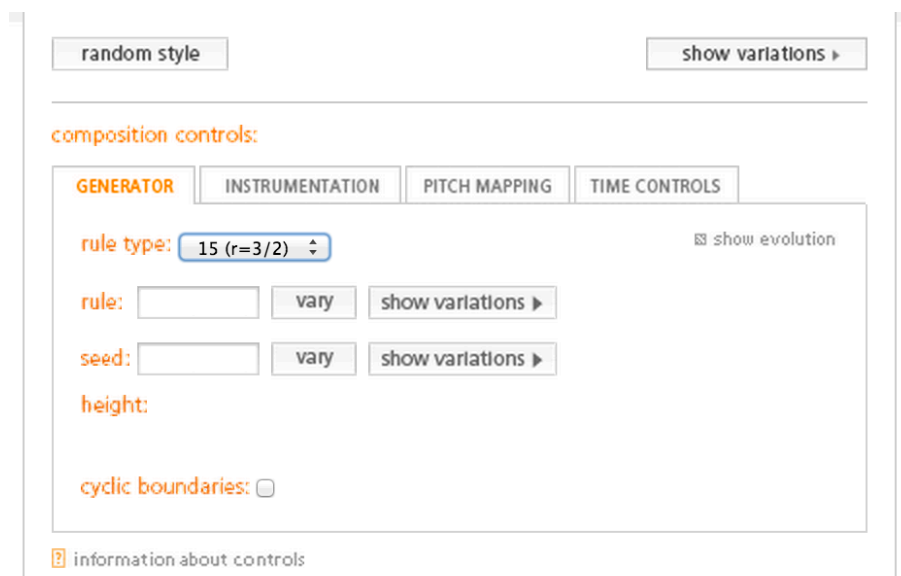 random style show variations
composition controls:
GENERATOR INSTRUMENTATION PITCH MAPPING TIME CONTROLS
rule type: 15 (r=3/2) show evolution
rule: vary show variations
seed: vary show variations
height:
cyclic boundaries:
? information about controls